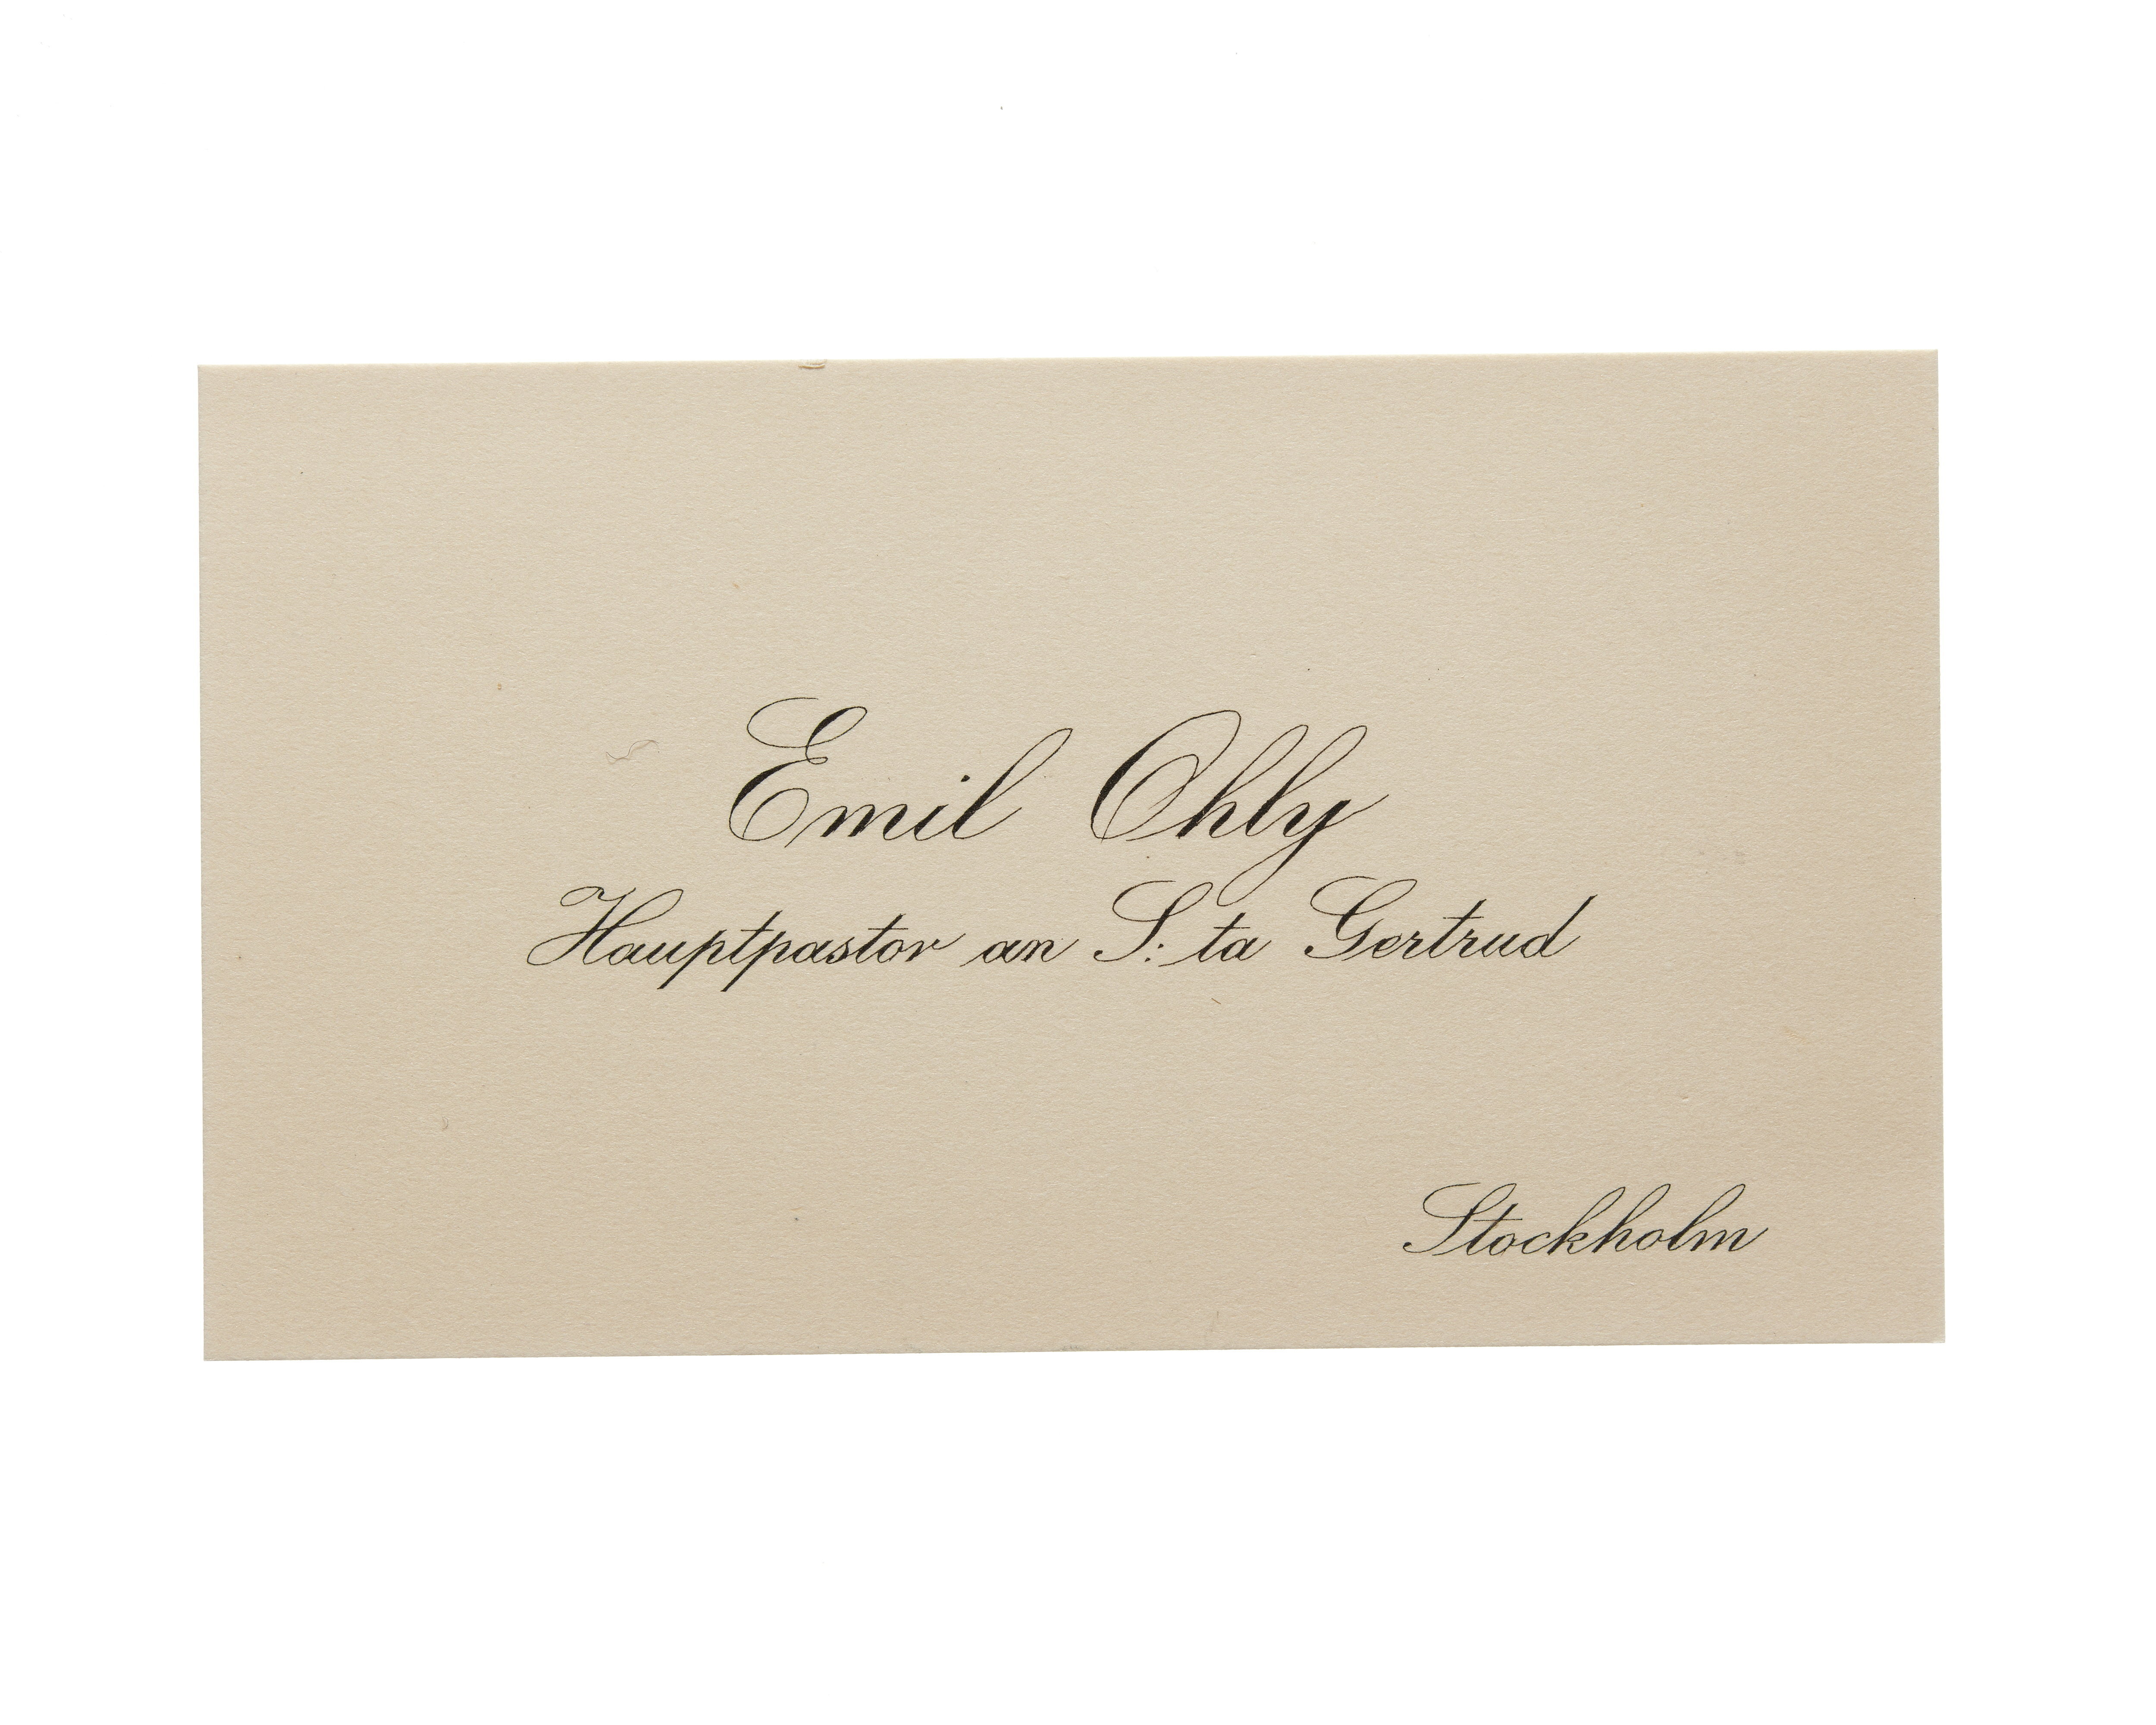 Emil Ohly
Hauptpastor an S:ta Gertrud
Stockholm